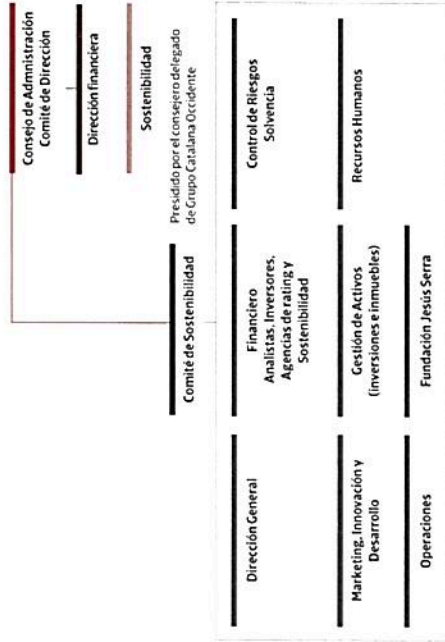 Consejo de Admnistración
Comité de Dirección
Dirección financiera
Sostenibilidad
Comité de Sostenibilidad
Presidido por el consejero delegado
de Grupo Catalana Occidente
Dirección General
Financiero
Analistas, Inversores,
Agencias de rating y
Sostenibilidad
Control de Riesgos
Solvencia
Marketing, Innovación y
Desarrollo
Gestión de Activos
(inversiones e inmuebles)
Recursos Humanos
Operaciones
Fundación Jesús Serra